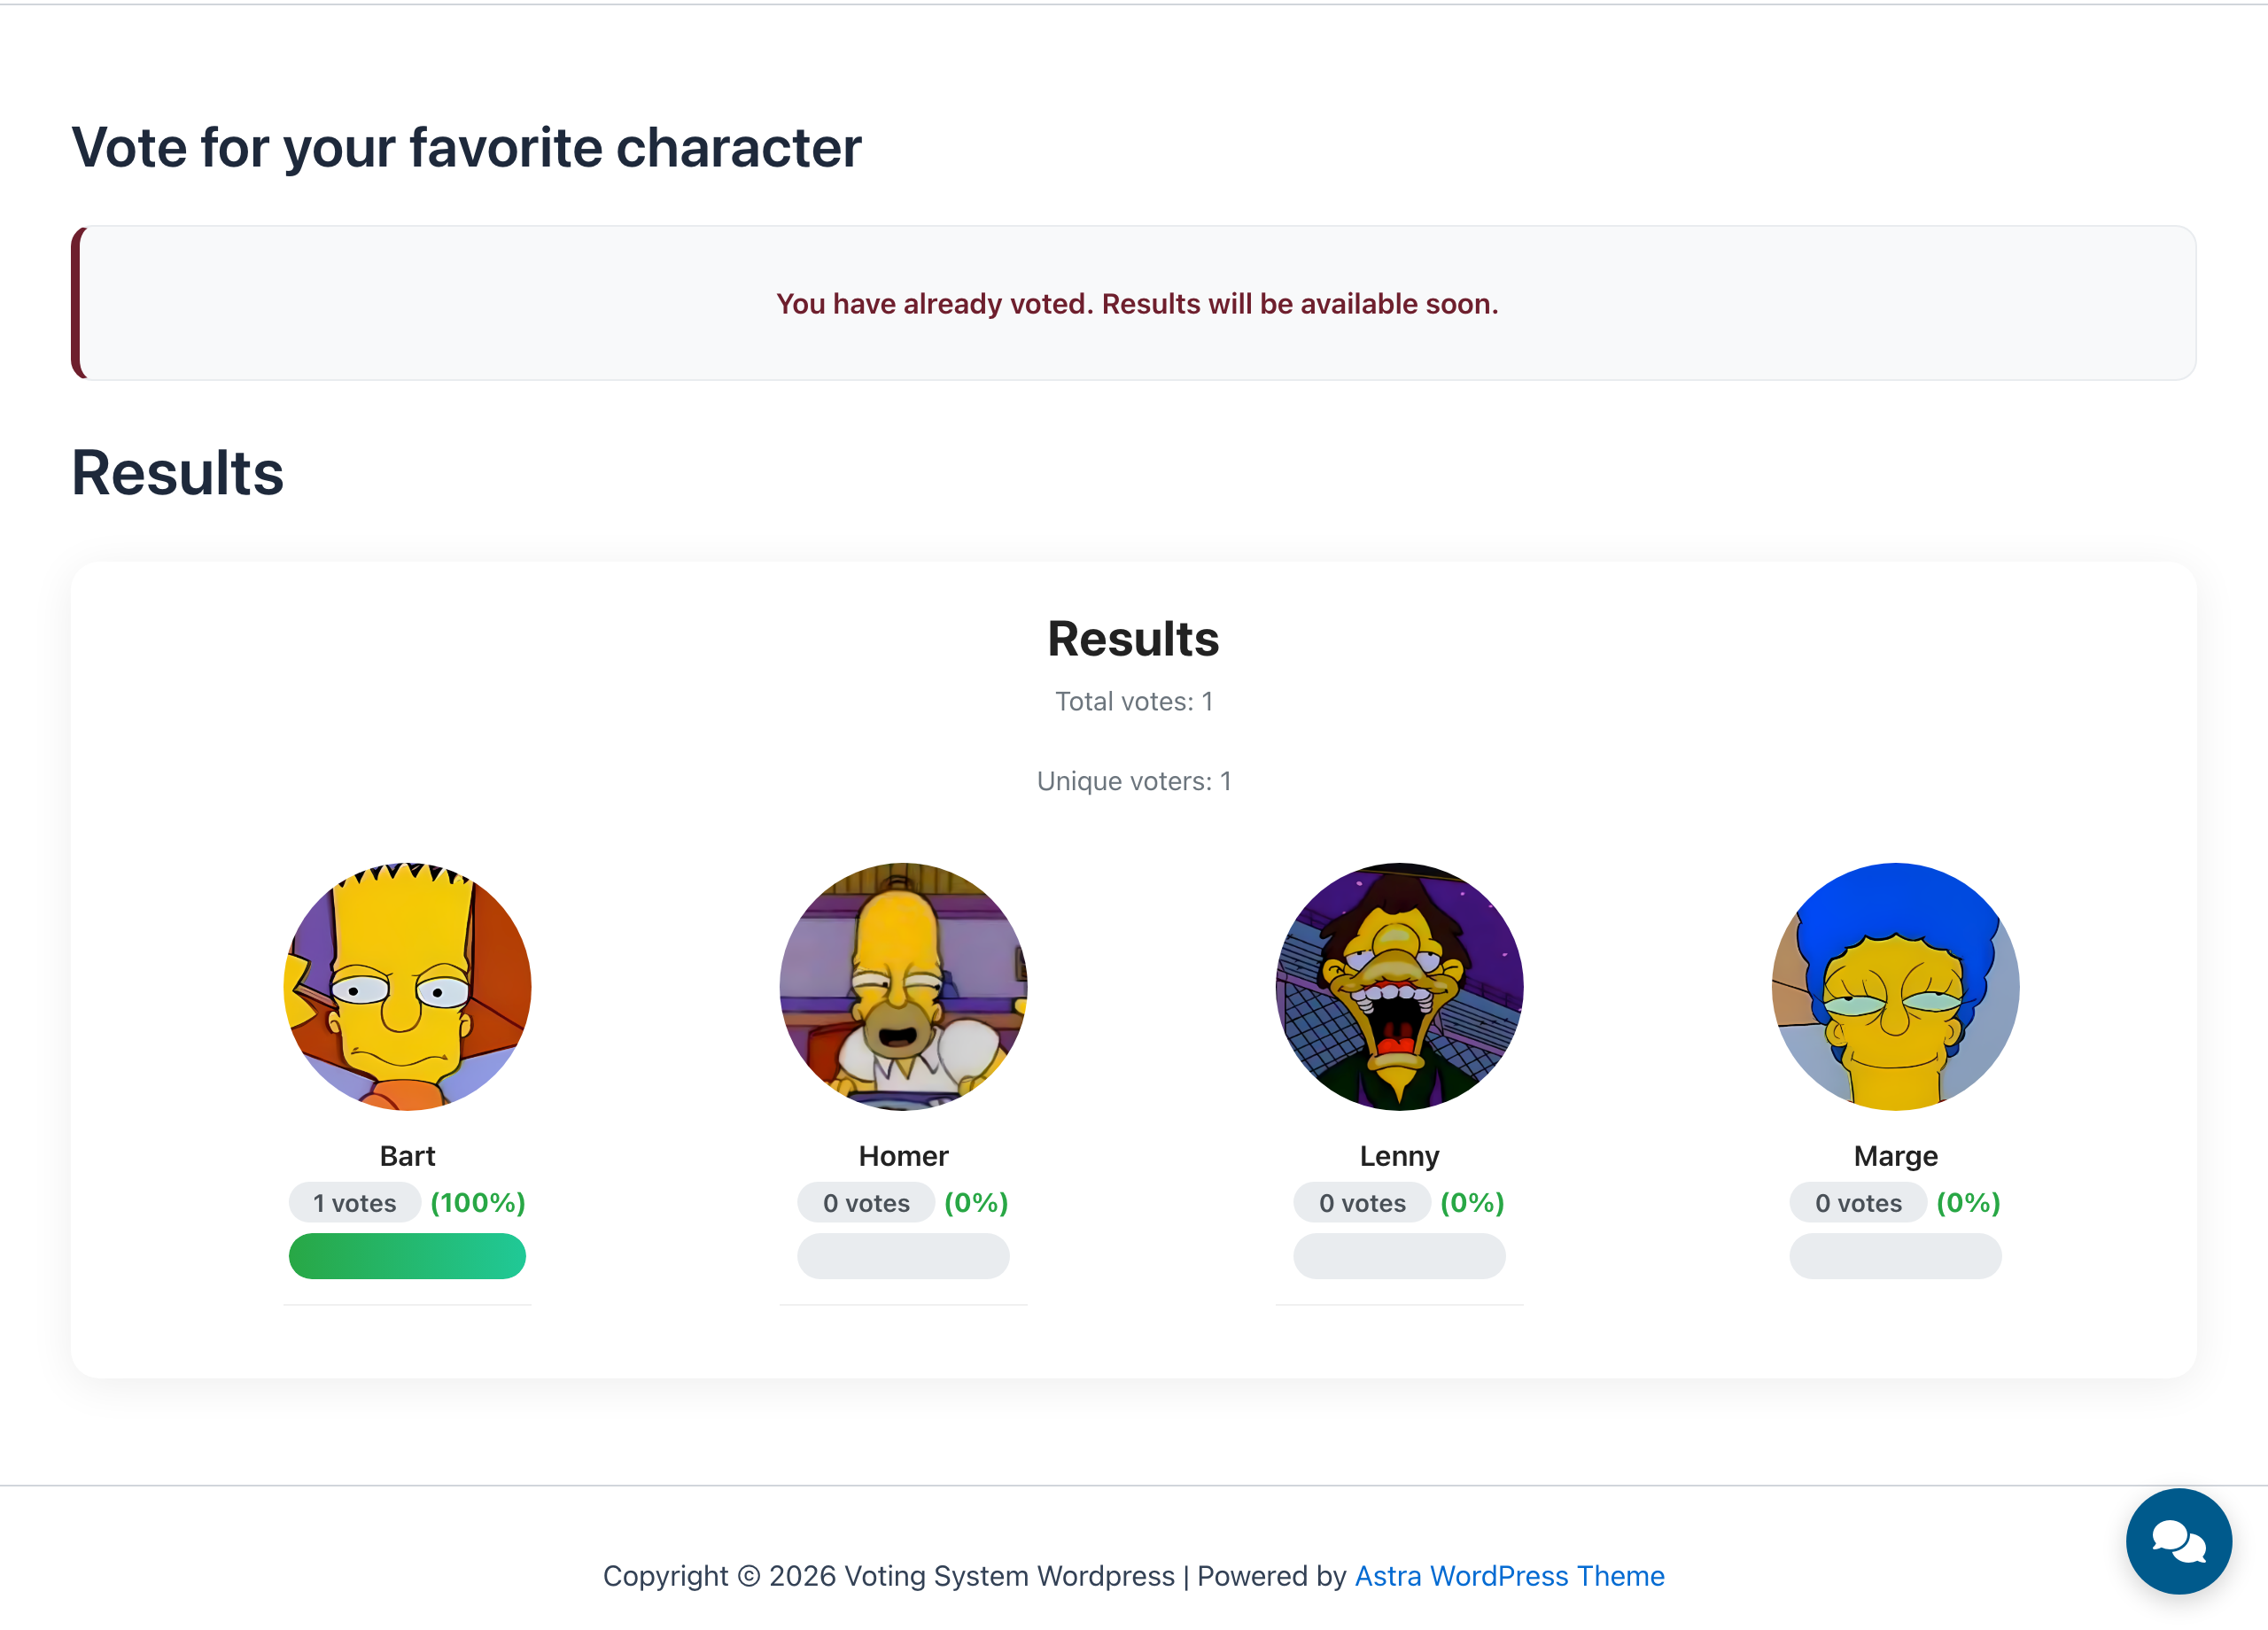 Vote for your favorite character
You have already voted. Results will be available soon.
Results
Results
Total votes: 1
Unique voters: 1
Bart
1 votes (100%)
Homer
0 votes (0%)
Lenny
0 votes (0%)
Marge
0 votes (0%)
Copyright © 2026 Voting System Wordpress | Powered by Astra WordPress Theme